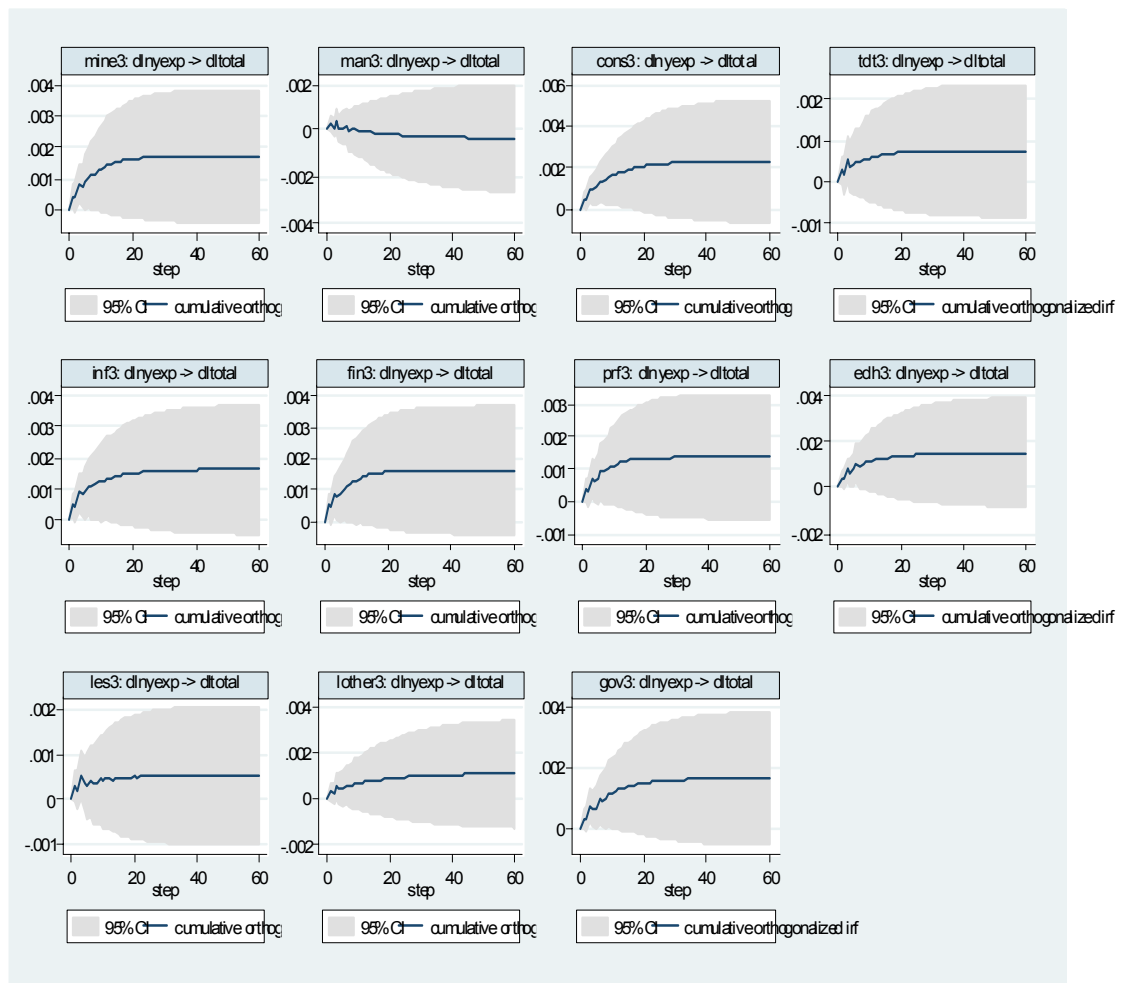 mine3: dlnyexp -> dltotal
.004
.003
.002
.001
0
0 20 40 60
step
95% CI cumulative orthog
man3: dlnyexp -> dltotal
.002
0
-.002
-.004
0 20 40 60
step
95% CI cumulative orthog
cons3: dlnyexp -> dltotal
.006
.004
.002
0
0 20 40 60
step
95% CI cumulative orthog
tdt3: dlnyexp -> dltotal
.002
.001
0
-.001
0 20 40 60
step
95% CI cumulative orthogonalized irf
inf3: dlnyexp -> dltotal
.004
.003
.002
.001
0
0 20 40 60
step
95% CI cumulative orthog
fin3: dlnyexp -> dltotal
.004
.003
.002
.001
0
0 20 40 60
step
95% CI cumulative orthog
prf3: dlnyexp -> dltotal
.003
.002
.001
0
-.001
0 20 40 60
step
95% CI cumulative orthog
edh3: dlnyexp -> dltotal
.004
.002
0
-.002
0 20 40 60
step
95% CI cumulative orthogonalized irf
les3: dlnyexp -> dltotal
.002
.001
0
-.001
0 20 40 60
step
95% CI cumulative orthog
lother3: dlnyexp -> dltotal
.004
.002
0
-.002
0 20 40 60
step
95% CI cumulative orthog
gov3: dlnyexp -> dltotal
.004
.002
0
0 20 40 60
step
95% CI cumulative orthogonalized irf